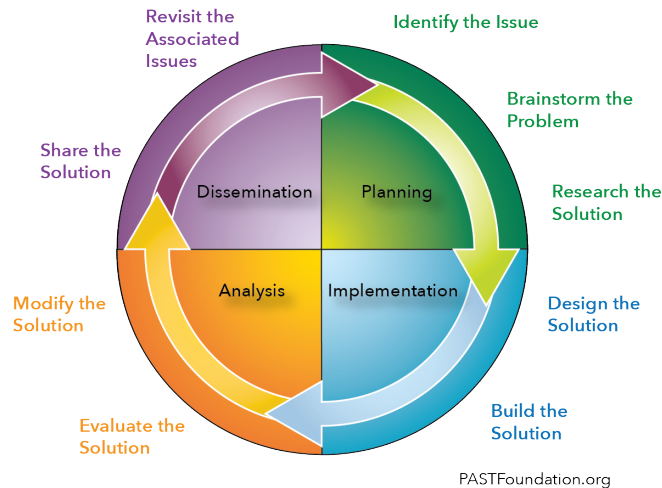 Revisit the
Associated
Issues
Identify the Issue
Brainstorm the
Problem
Share the
Solution
Dissemination
Planning
Research the
Solution
Analysis
Implementation
Modify the
Solution
Design the
Solution
Evaluate the
Solution
Build the
Solution
PASTFoundation.org